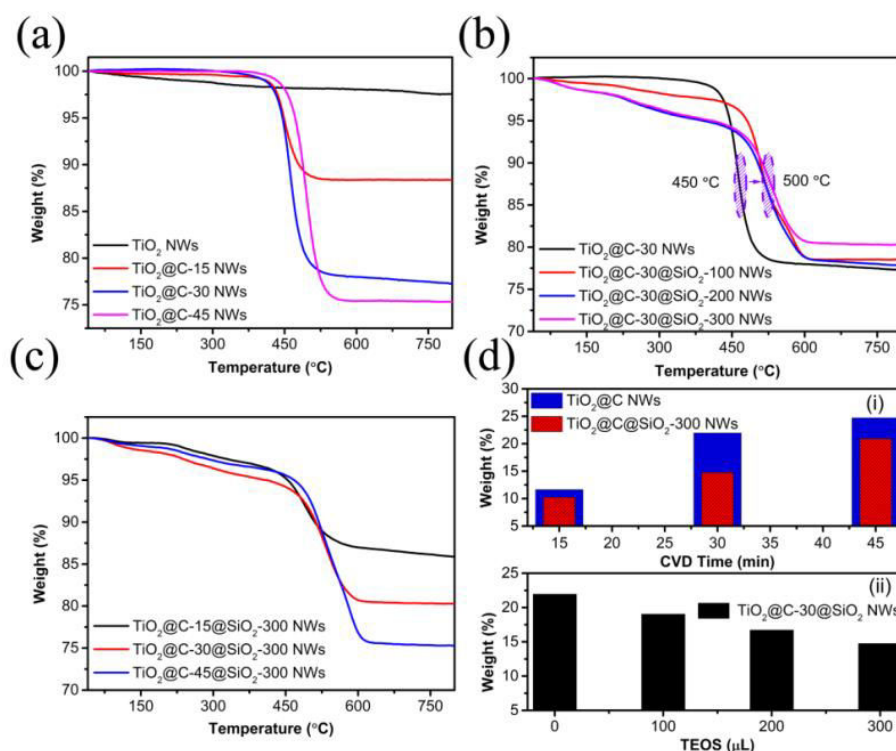 (a)
100
95
90
85
80
75
Weight (%)
TiO₂ NWs
TiO₂@C-15 NWs
TiO₂@C-30 NWs
TiO₂@C-45 NWs
150 300 450 600 750
Temperature (°C)
(b)
100
95
90
85
80
75
70
Weight (%)
450 °C
500 °C
TiO₂@C-30 NWs
TiO₂@C-30@SiO₂-100 NWs
TiO₂@C-30@SiO₂-200 NWs
TiO₂@C-30@SiO₂-300 NWs
150 300 450 600 750
Temperature (°C)
(c)
100
95
90
85
80
75
70
Weight (%)
TiO₂@C-15@SiO₂-300 NWs
TiO₂@C-30@SiO₂-300 NWs
TiO₂@C-45@SiO₂-300 NWs
150 300 450 600 750
Temperature (°C)
(d)
30
25
20
15
10
5
Weight (%)
TiO₂@C NWs
TiO₂@C@SiO₂-300 NWs
(i)
15 20 25 30 35 40 45
CVD Time (min)
25
20
15
10
5
Weight (%)
TiO₂@C-30@SiO₂ NWs
(ii)
0 100 200 300
TEOS (μL)